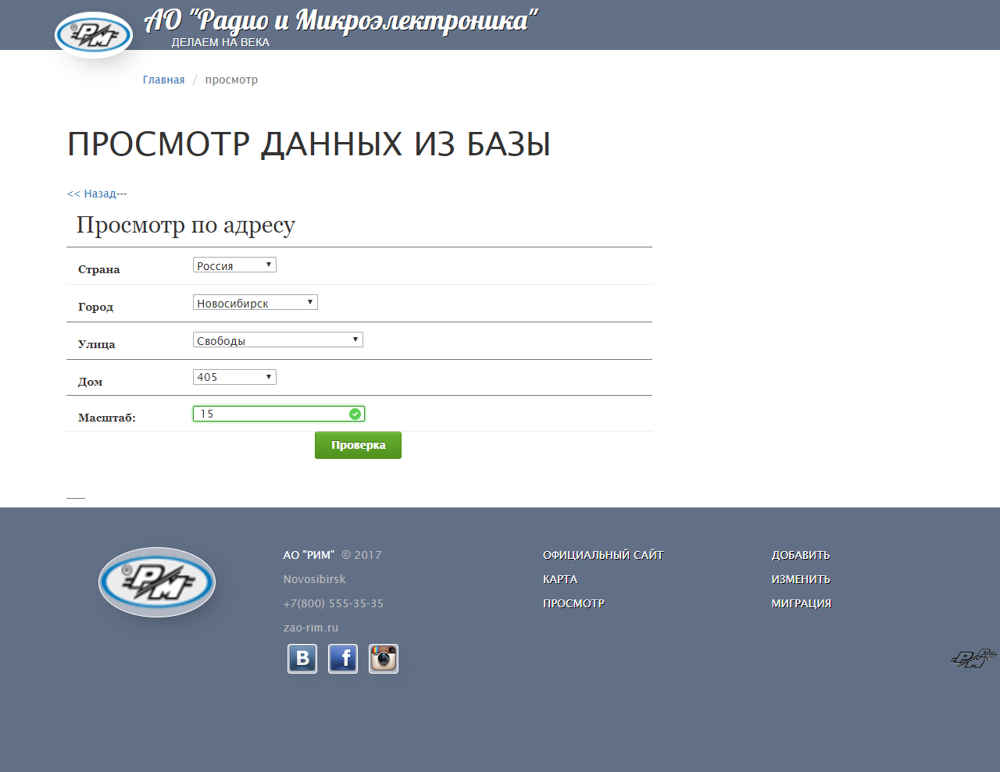 АО "Радио и Микроэлектроника"
ДЕЛАЕМ НА ВЕКА
® РМ
Главная / просмотр
ПРОСМОТР ДАННЫХ ИЗ БАЗЫ
<< Назад---
Просмотр по адресу
Страна Россия
Город Новосибирск
Улица Свободы
Дом 405
Масштаб: 15
Проверка
® РМ
АО "РИМ" © 2017
Novosibirsk
+7(800) 555-35-35
zao-rim.ru
B f
ОФИЦИАЛЬНЫЙ САЙТ
КАРТА
ПРОСМОТР
ДОБАВИТЬ
ИЗМЕНИТЬ
МИГРАЦИЯ